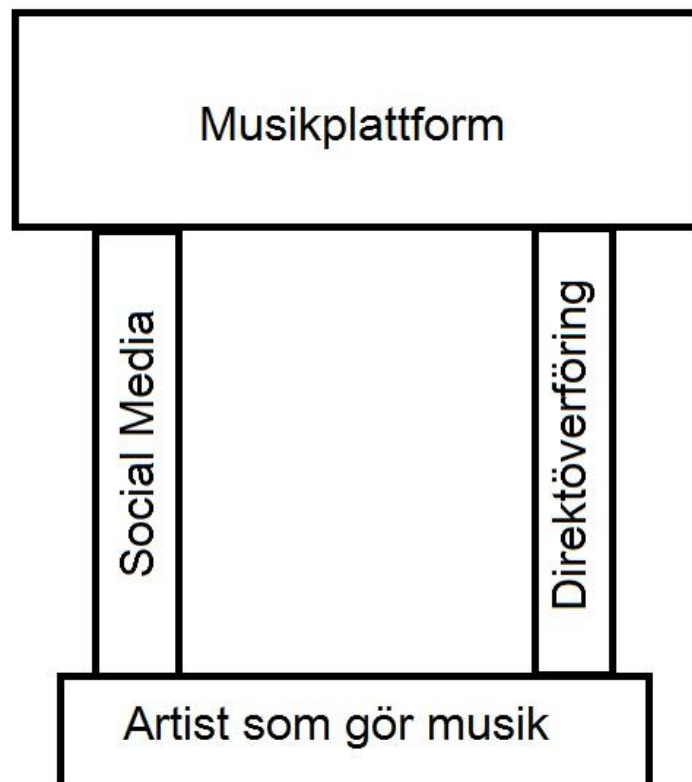 Musikplattform
Social Media
Direktöverföring
Artist som gör musik